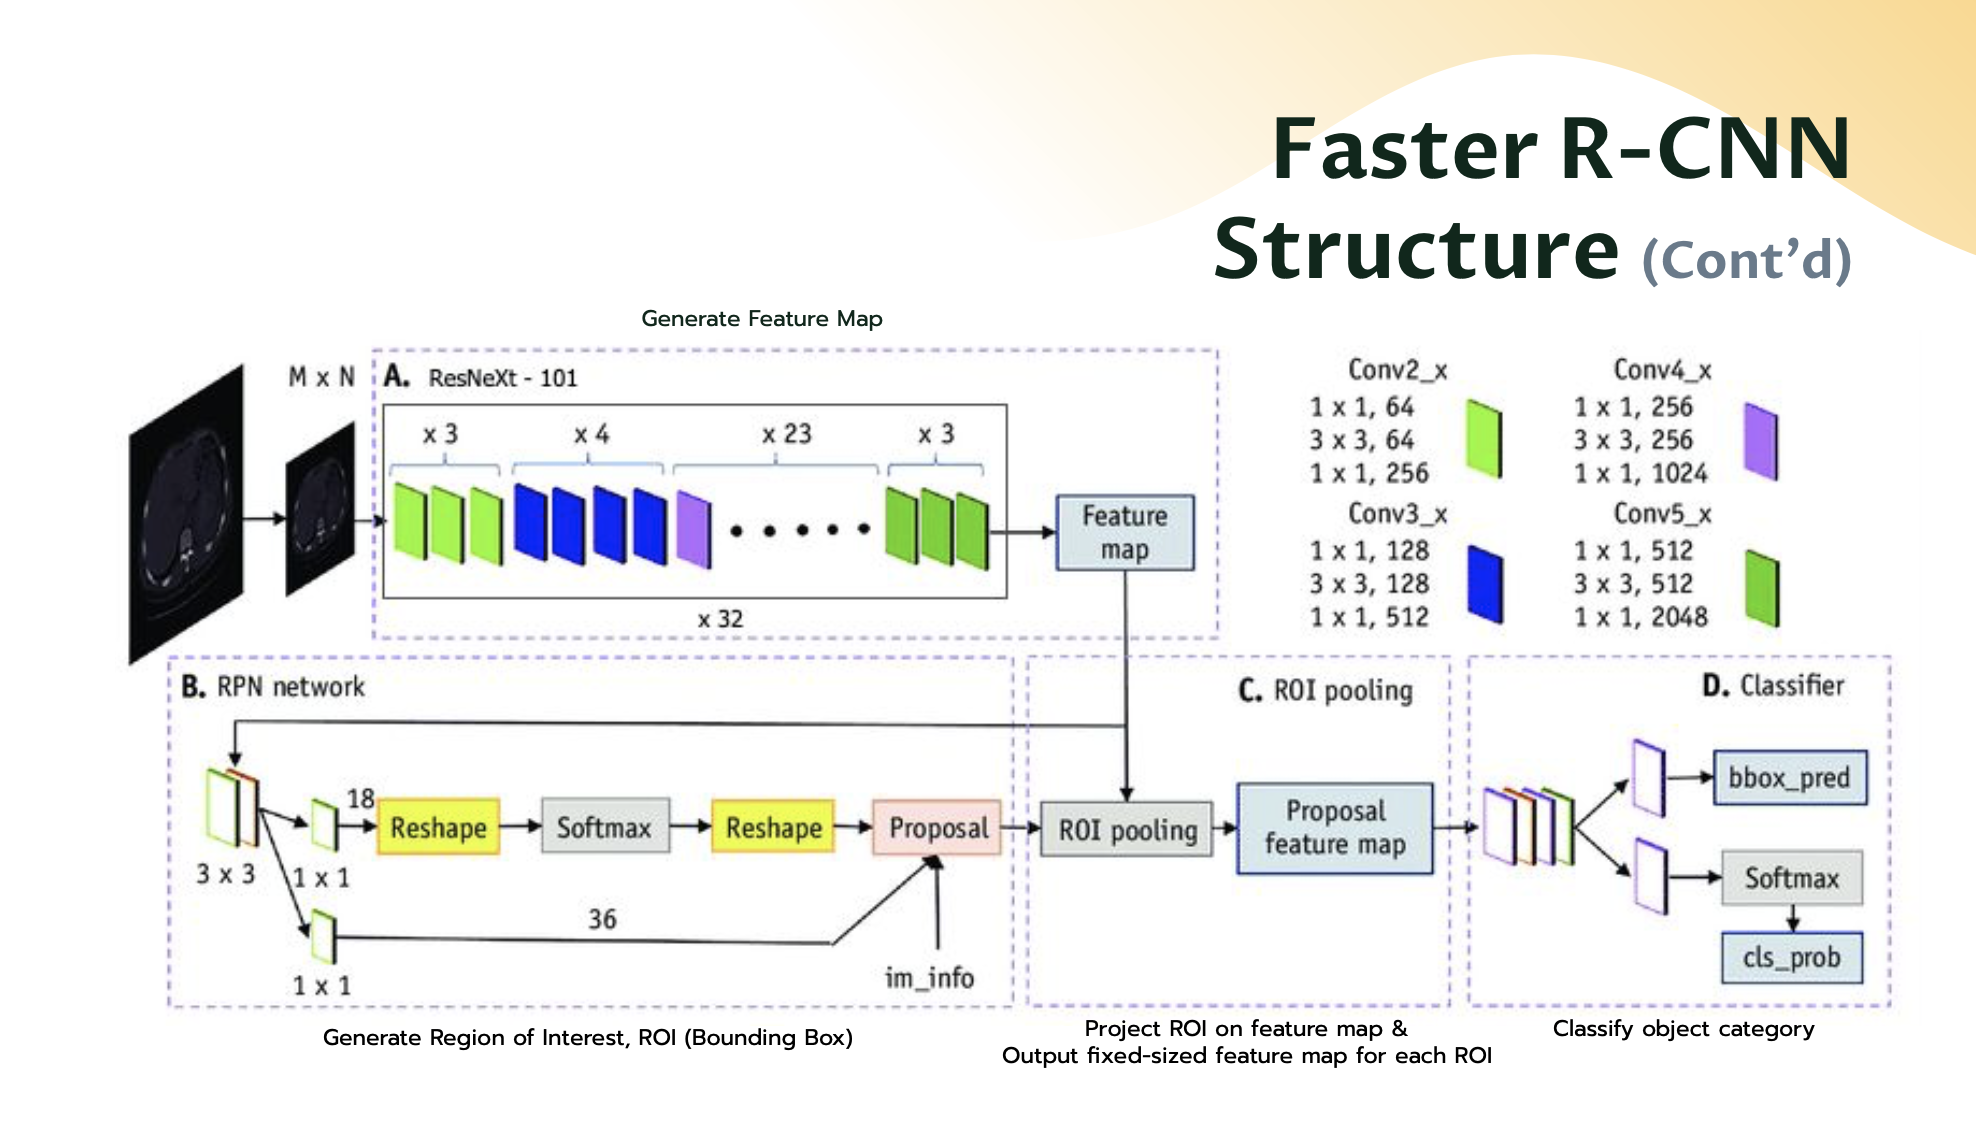 Faster R-CNN
Structure (Cont’d)
Generate Feature Map
M x N
A. ResNeXt - 101
x 3
x 4
x 23
x 3
Feature
map
x 32
Conv2_x
1 x 1, 64
3 x 3, 64
1 x 1, 256
Conv4_x
1 x 1, 256
3 x 3, 256
1 x 1, 1024
Conv3_x
1 x 1, 128
3 x 3, 128
1 x 1, 512
Conv5_x
1 x 1, 512
3 x 3, 512
1 x 1, 2048
B. RPN network
3 x 3
18
1 x 1
Reshape
Softmax
Reshape
Proposal
36
1 x 1
im_info
Generate Region of Interest, ROI (Bounding Box)
C. ROI pooling
ROI pooling
Proposal
feature map
Project ROI on feature map &
Output fixed-sized feature map for each ROI
D. Classifier
bbox_pred
Softmax
cls_prob
Classify object category